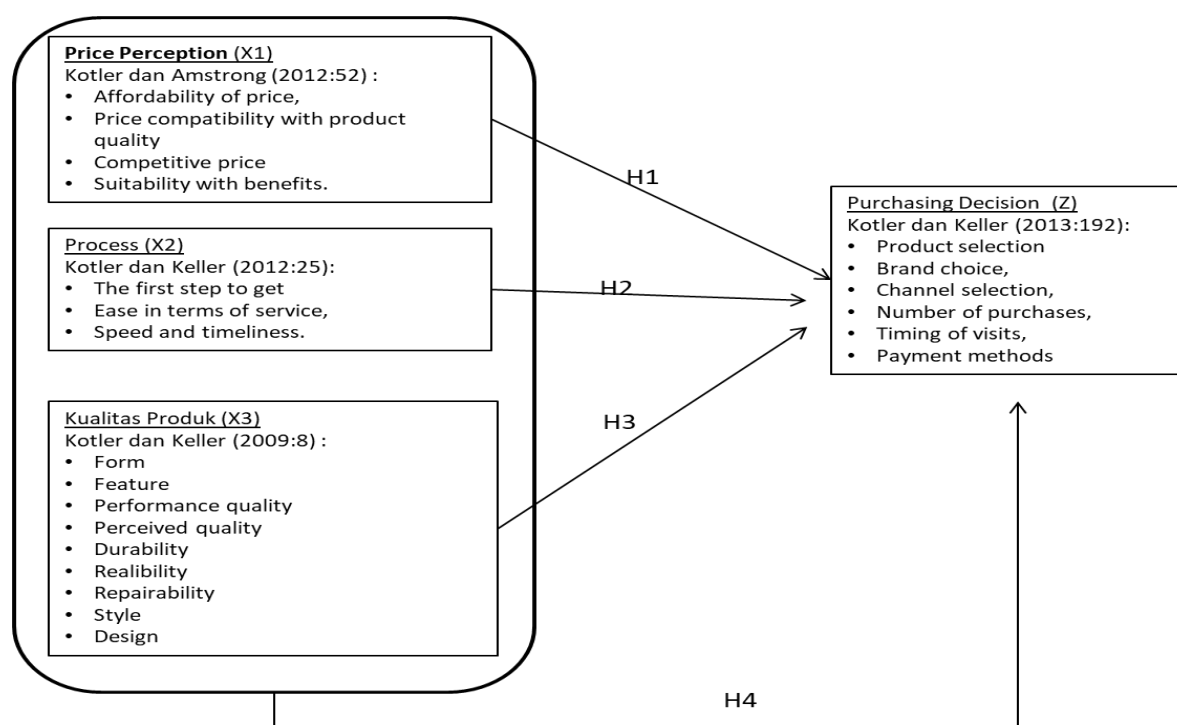 Price Perception (X1)
Kotler dan Amstrong (2012:52) :
• Affordability of price,
• Price compatibility with product
quality
• Competitive price
• Suitability with benefits.
H1
Process (X2)
Kotler dan Keller (2012:25):
• The first step to get
• Ease in terms of service,
• Speed and timeliness.
H2
Kualitas Produk (X3)
Kotler dan Keller (2009:8) :
• Form
• Feature
• Performance quality
• Perceived quality
• Durability
• Realibility
• Repairability
• Style
• Design
H3
Purchasing Decision (Z)
Kotler dan Keller (2013:192):
• Product selection
• Brand choice,
• Channel selection,
• Number of purchases,
• Timing of visits,
• Payment methods
H4